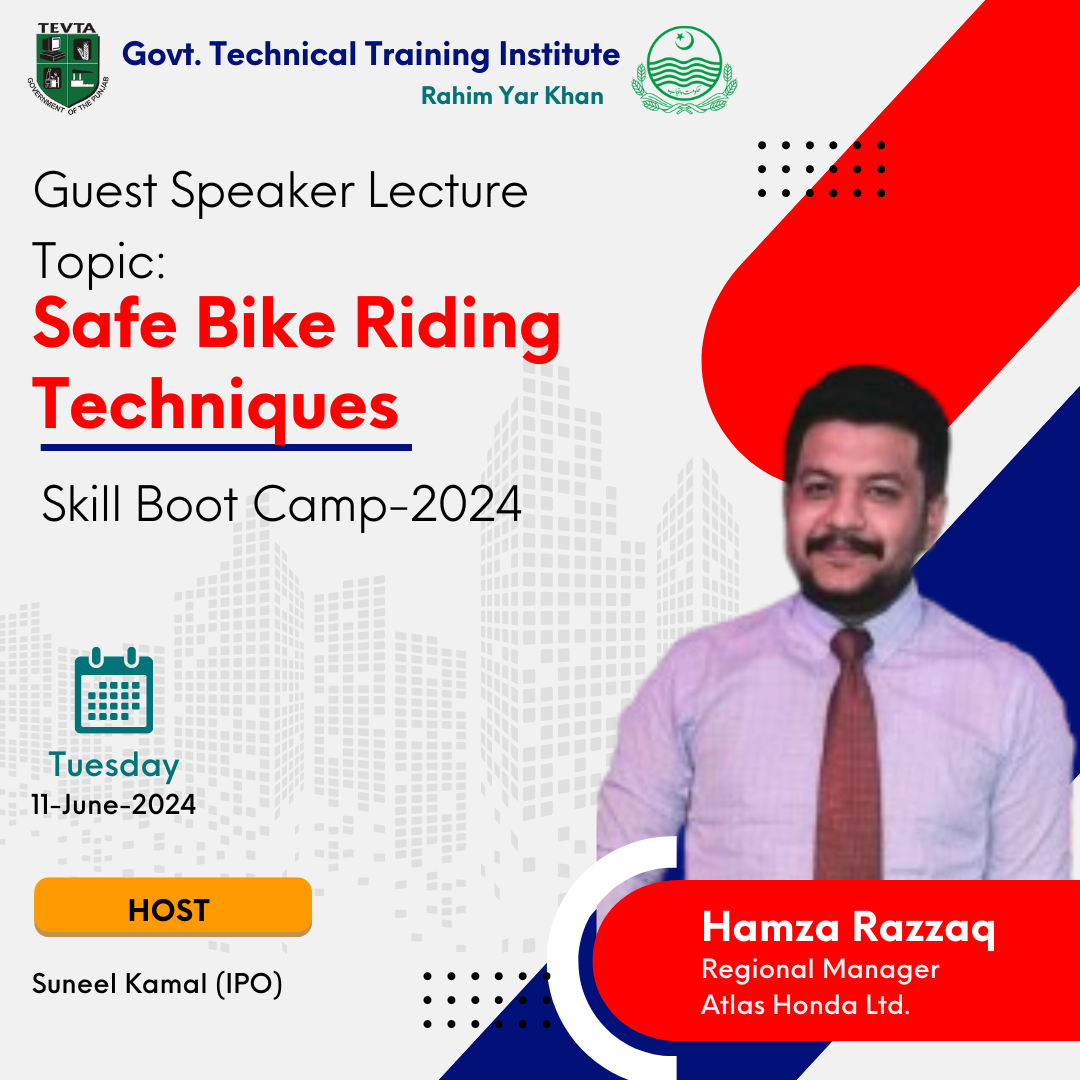 TEVTA
GOVERNMENT OF THE PUNJAB
Govt. Technical Training Institute
Rahim Yar Khan
Guest Speaker Lecture
Topic:
Safe Bike Riding
Techniques
Skill Boot Camp-2024
Tuesday
11-June-2024
HOST
Suneel Kamal (IPO)
Hamza Razzaq
Regional Manager
Atlas Honda Ltd.